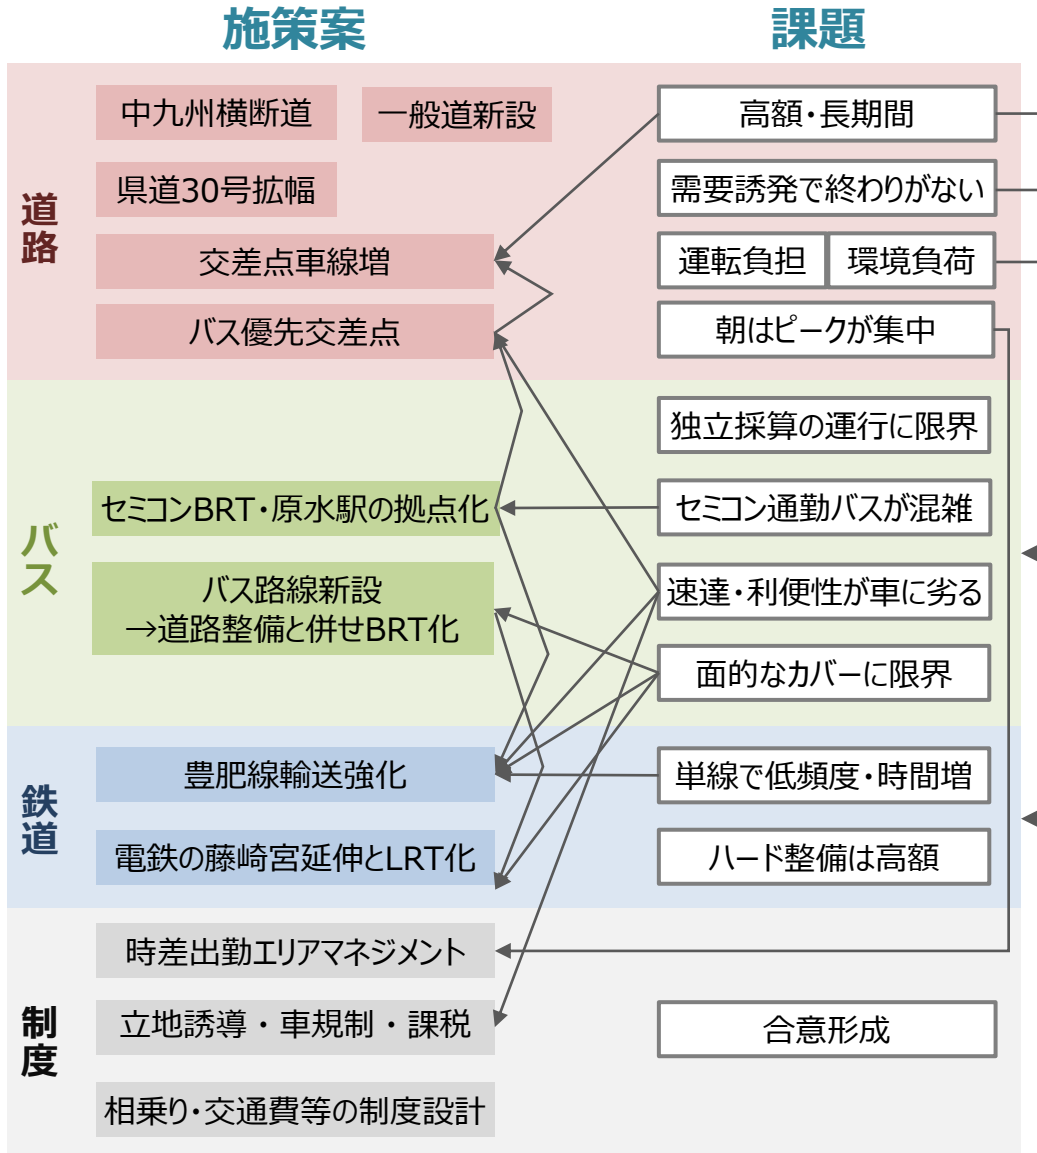 施策案
課題
道路
中九州横断道
一般道新設
高額・長期間
県道30号拡幅
需要誘発で終わりがない
交差点車線増
運転負担
環境負荷
バス優先交差点
朝はピークが集中
バス
独立採算の運行に限界
セミコンBRT・原水駅の拠点化
セミコン通勤バスが混雑
バス路線新設
→道路整備と併せBRT化
速達・利便性が車に劣る
面的なカバーに限界
鉄道
豊肥線輸送強化
単線で低頻度・時間増
電鉄の藤崎宮延伸とLRT化
ハード整備は高額
制度
時差出勤エリアマネジメント
立地誘導・車規制・課税
合意形成
相乗り・交通費等の制度設計